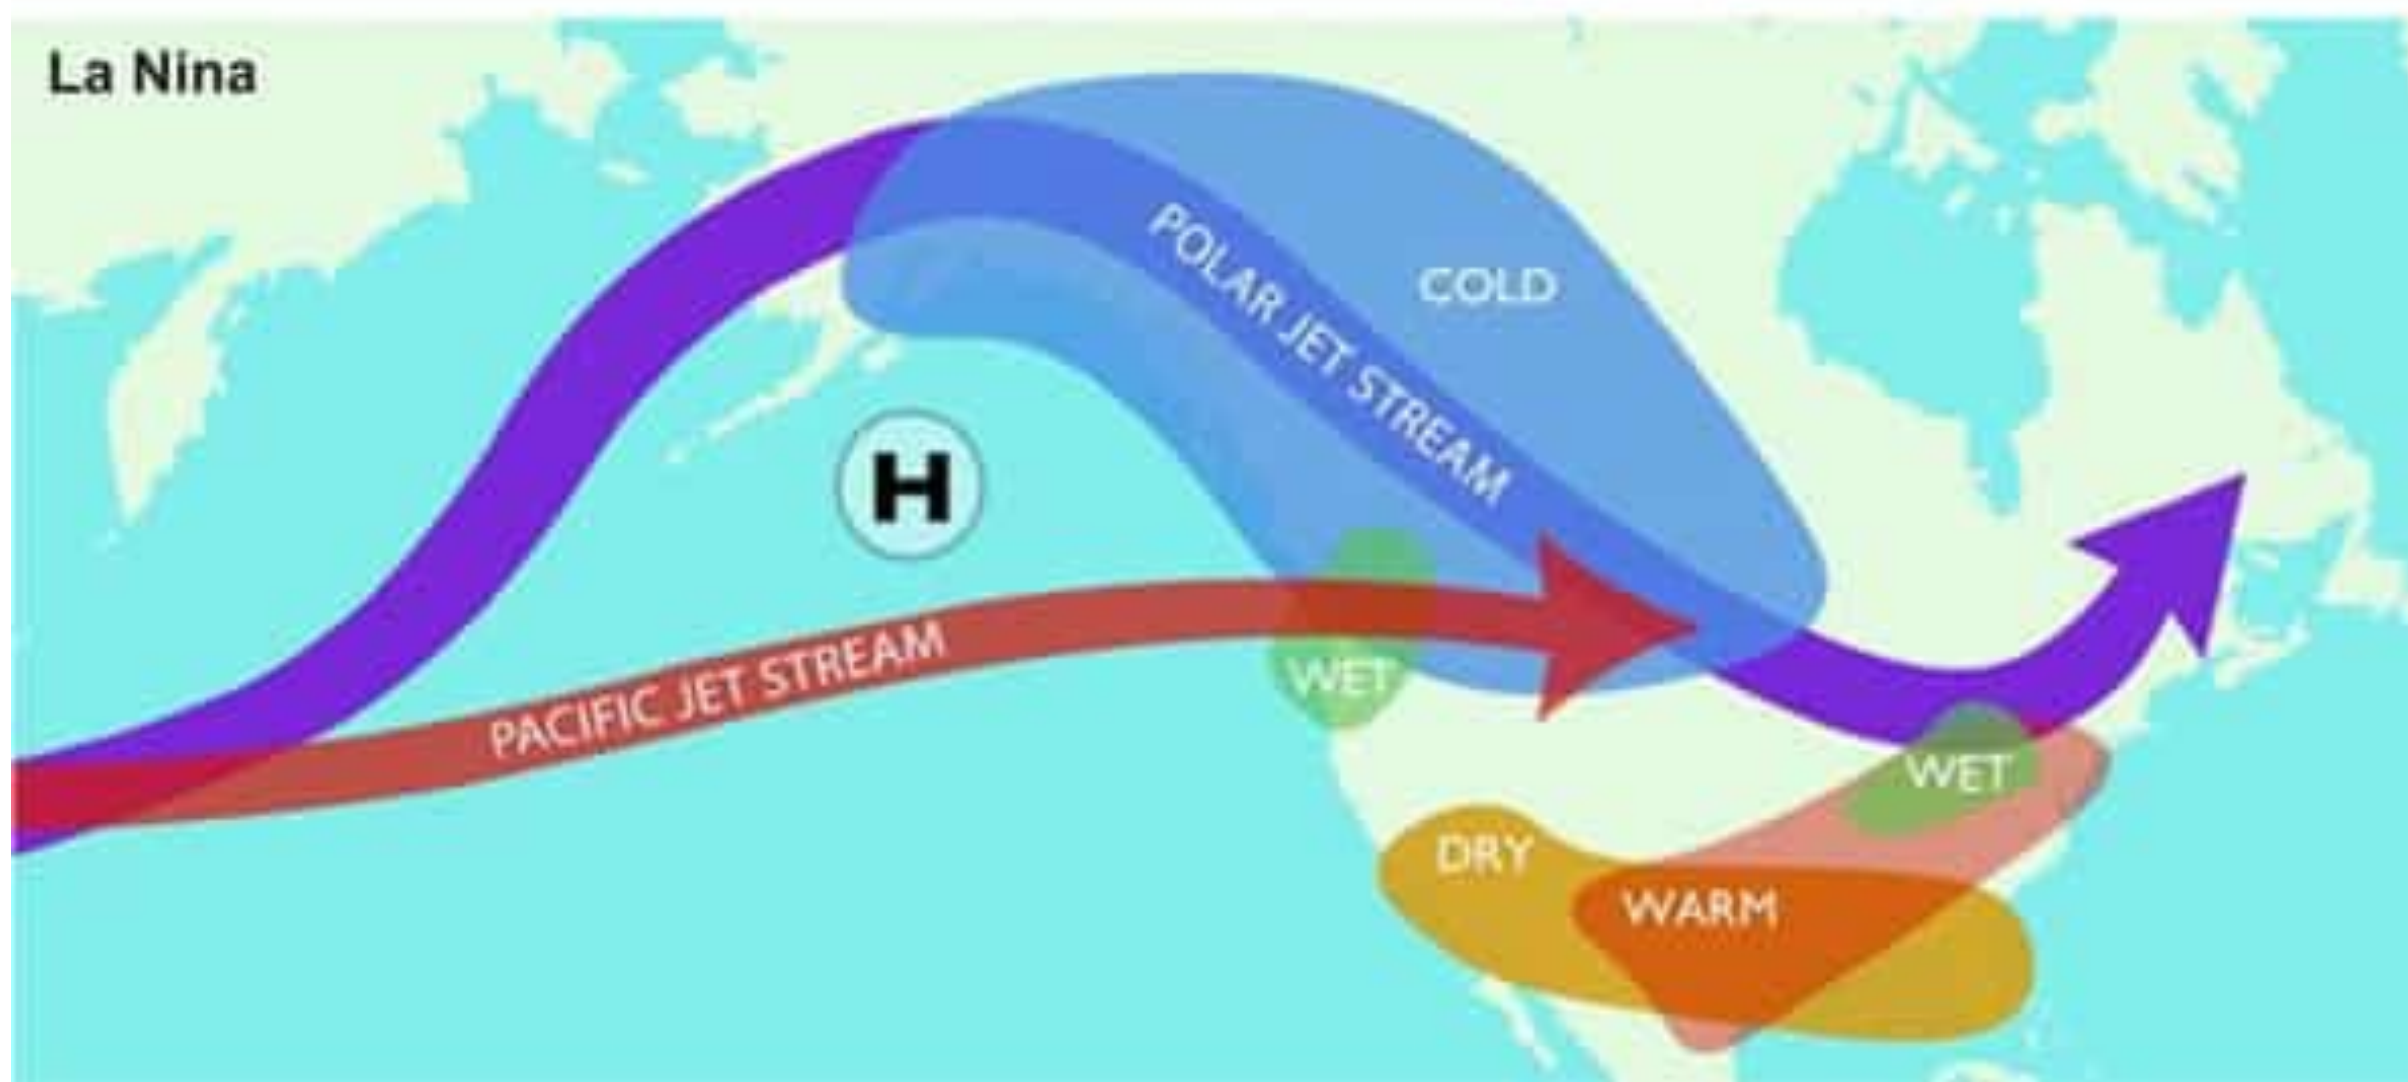 La Nina
POLAR JET STREAM
COLD
H
PACIFIC JET STREAM
WET
WET
DRY
WARM